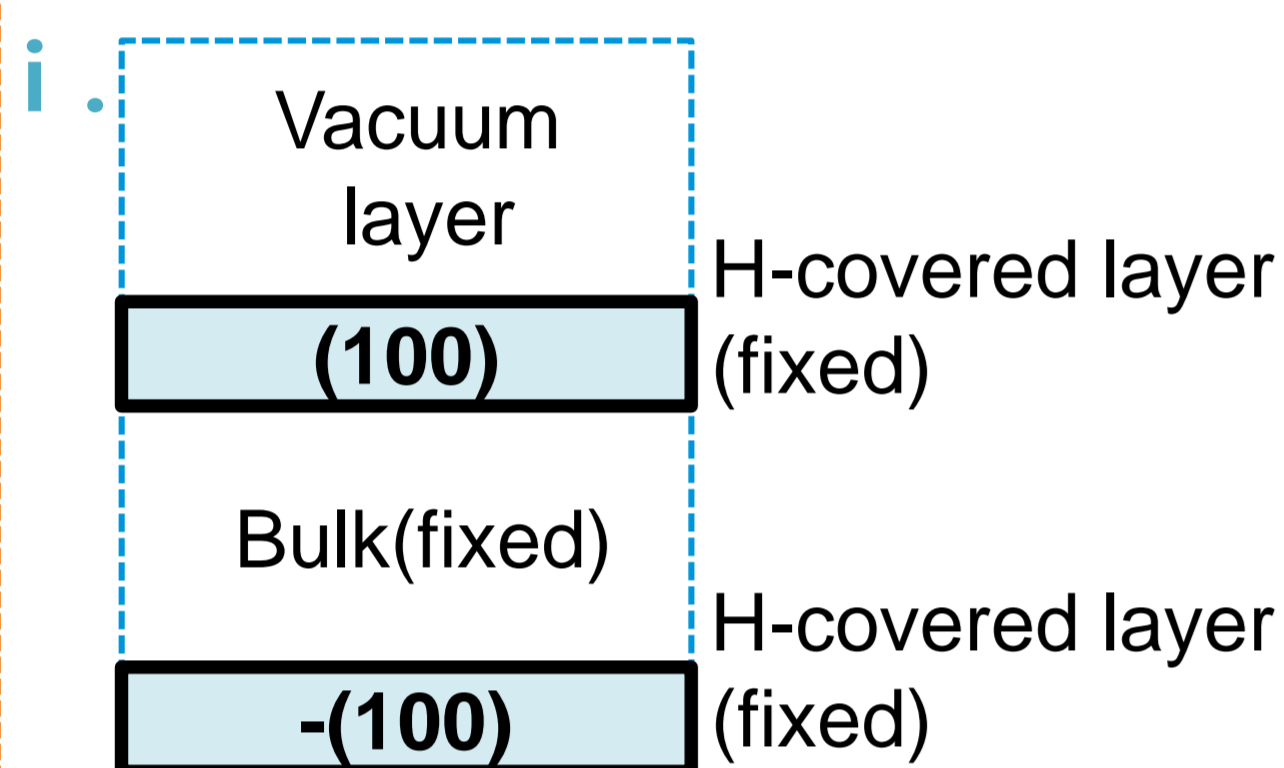 i .
Vacuum
layer
H-covered layer
(fixed)
(100)
Bulk(fixed)
H-covered layer
(fixed)
-(100)